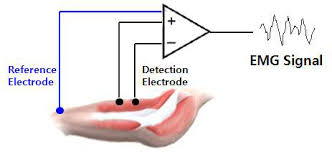 +
−
EMG Signal
Reference
Electrode
Detection
Electrode